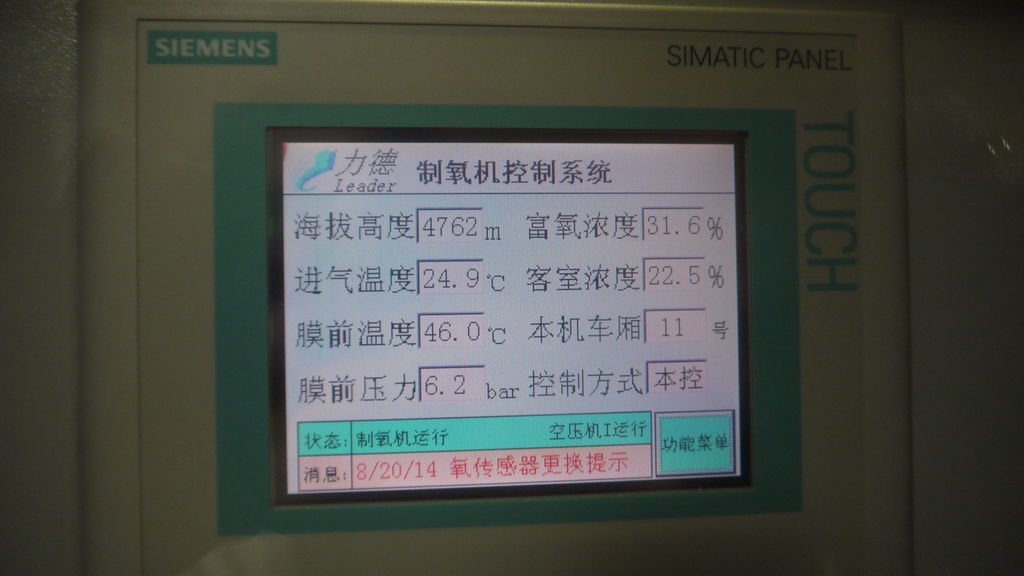 SIEMENS
SIMATIC PANEL
TOUCH
力德
Leader
制氧机控制系统
海拔高度 4762 m 富氧浓度 31.6 %
进气温度 24.9 ℃ 客室浓度 22.5 %
膜前温度 46.0 ℃ 本机车厢 11 号
膜前压力 6.2 bar 控制方式 本控
状态: 制氧机运行 空压机I运行
消息: 8/20/14 氧传感器更换提示
功能菜单